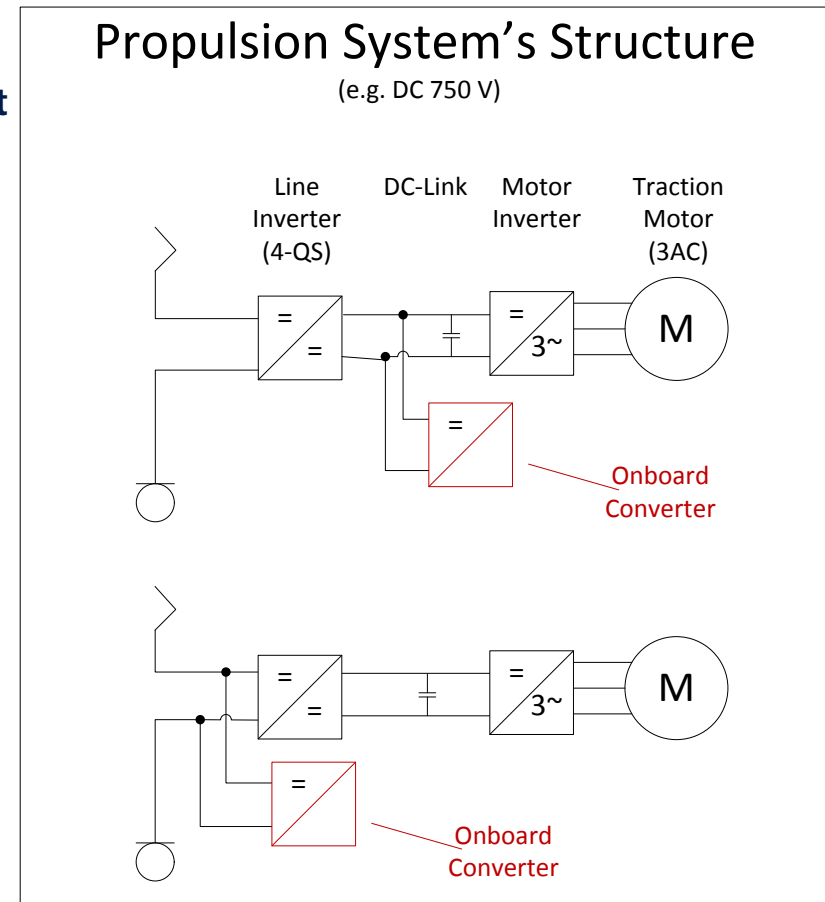 Propulsion System's Structure
(e.g. DC 750 V)
t
Line
Inverter
(4-QS)
DC-Link
Motor
Inverter
Traction
Motor
(3AC)
=
=
=
3~
M
=
Onboard
Converter
=
=
=
3~
M
=
Onboard
Converter